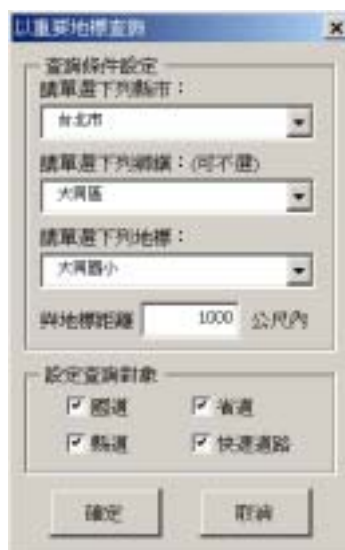 以重要地標查詢
查詢條件設定
請單選下列縣市：
台北市
請單選下列鄉鎮：(可不選)
大同區
請單選下列地標：
大同國小
與地標距離 1000 公尺內
設定查詢對象
國道 省道
縣道 快速道路
確定 取消